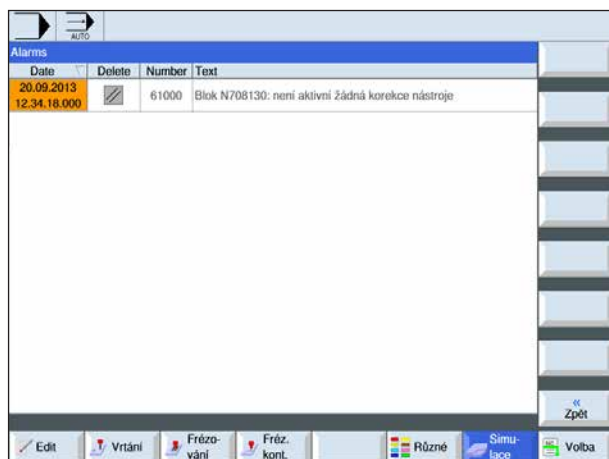 AUTO
Alarms
Date Delete Number Text
20.09.2013
12.34.18.000
61000 Blok N708130: není aktivní žádná korekce nástroje
«
Zpět
Edit
Vrtání
Frézo-
vání
Fréz.
kont.
Různé
Simu-
lace
NC
Volba